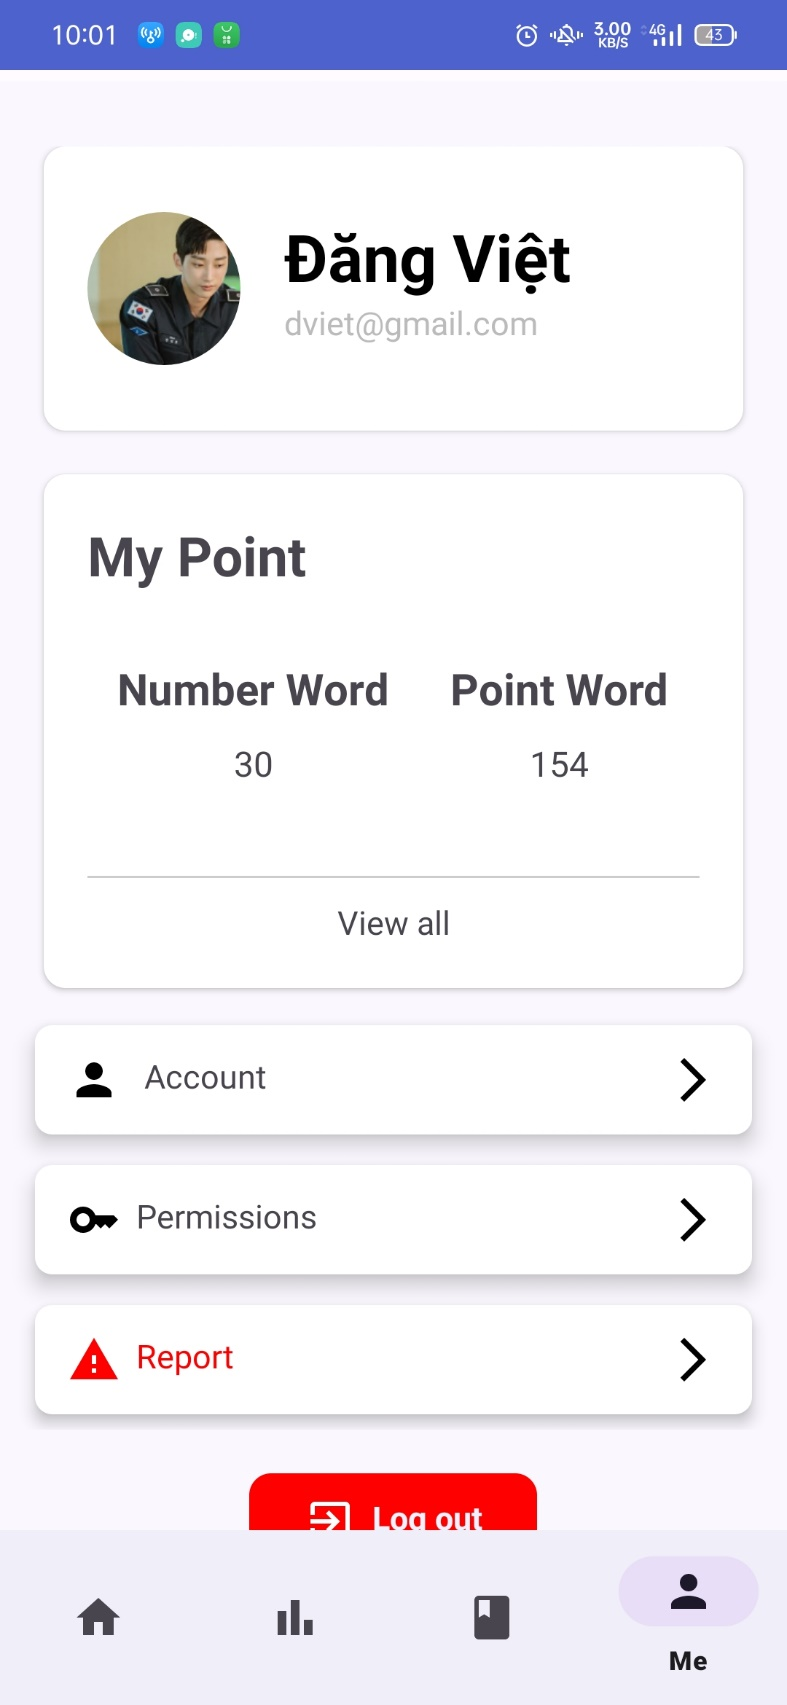 10:01 3.00 KB/S 4G 43
Đăng Việt
dviet@gmail.com
My Point
Number Word Point Word
30 154
View all
Account
Permissions
Report
Log out
Me